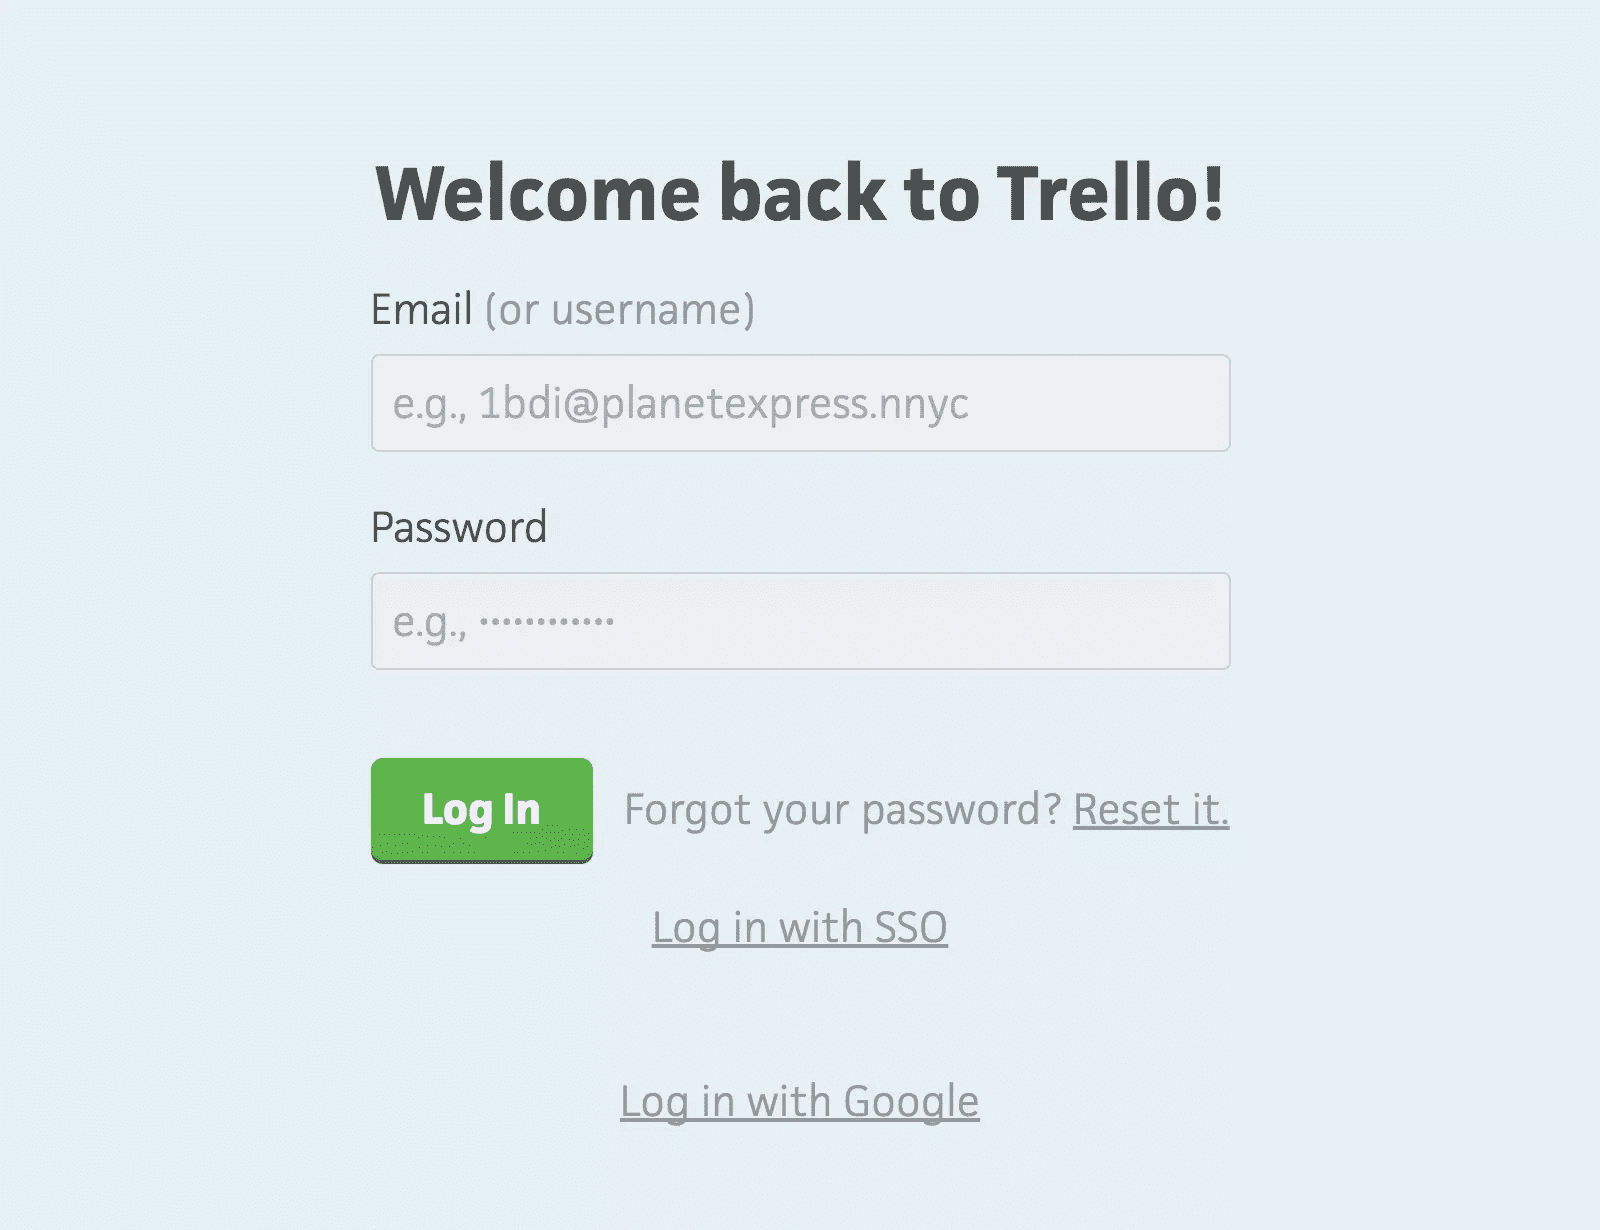 Welcome back to Trello!
Email (or username)
e.g., 1bdi@planetexpress.nnyc
Password
e.g., ••••••••••••
Log In Forgot your password? Reset it.
Log in with SSO
Log in with Google